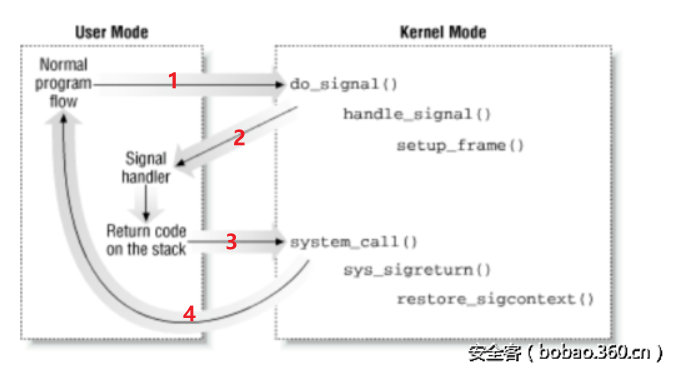 User Mode
Kernel Mode
Normal
program
flow
1
do_signal()
handle_signal()
2
setup_frame()
Signal
handler
Return code
on the stack
3
system_call()
sys_sigreturn()
4
restore_sigcontext()
安全客（bobao.360.cn）